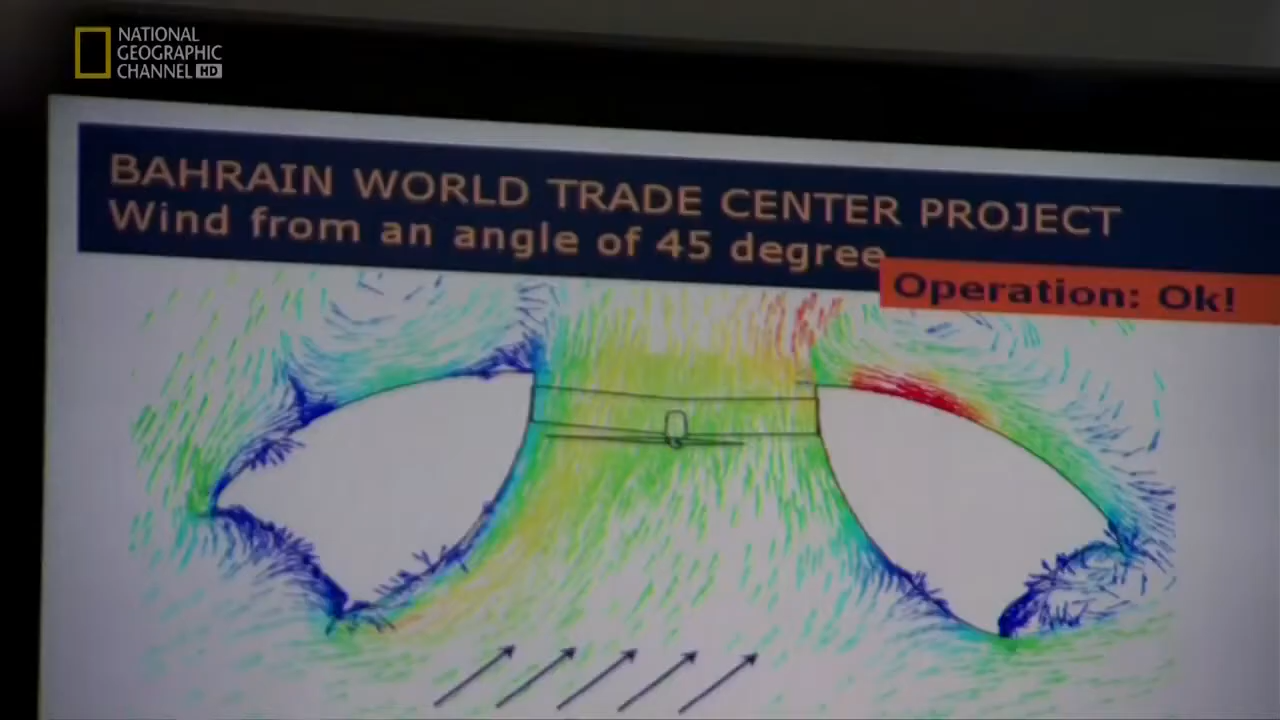 NATIONAL
GEOGRAPHIC
CHANNEL HD
BAHRAIN WORLD TRADE CENTER PROJECT
Wind from an angle of 45 degree
Operation: Ok!